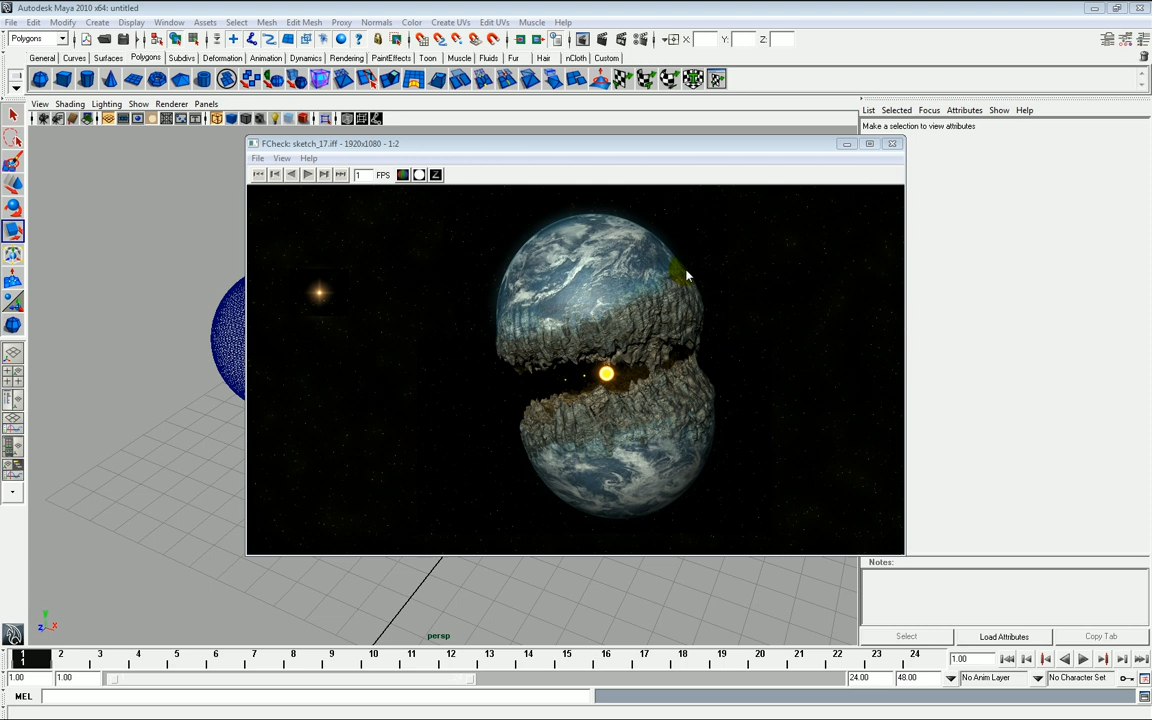 Autodesk Maya 2010 x64: untitled
File Edit Modify Create Display Window Assets Select Mesh Edit Mesh Proxy Normals Color Create UVs Edit UVs Muscle Help
Polygons X: Y: Z:
General Curves Surfaces Polygons Subdivs Deformation Animation Dynamics Rendering PaintEffects Toon Muscle Fluids Fur Hair nCloth Custom
View Shading Lighting Show Renderer Panels
List Selected Focus Attributes Show Help
Make a selection to view attributes
FCheck: sketch_17.iff - 1920x1080 - 1:2
File View Help
1 FPS Z
Notes:
Select Load Attributes Copy Tab
y
z x
persp
1 2 3 4 5 6 7 8 9 10 11 12 13 14 15 16 17 18 19 20 21 22 23 24 1.00
1
1.00 1.00 24.00 48.00 No Anim Layer No Character Set
MEL